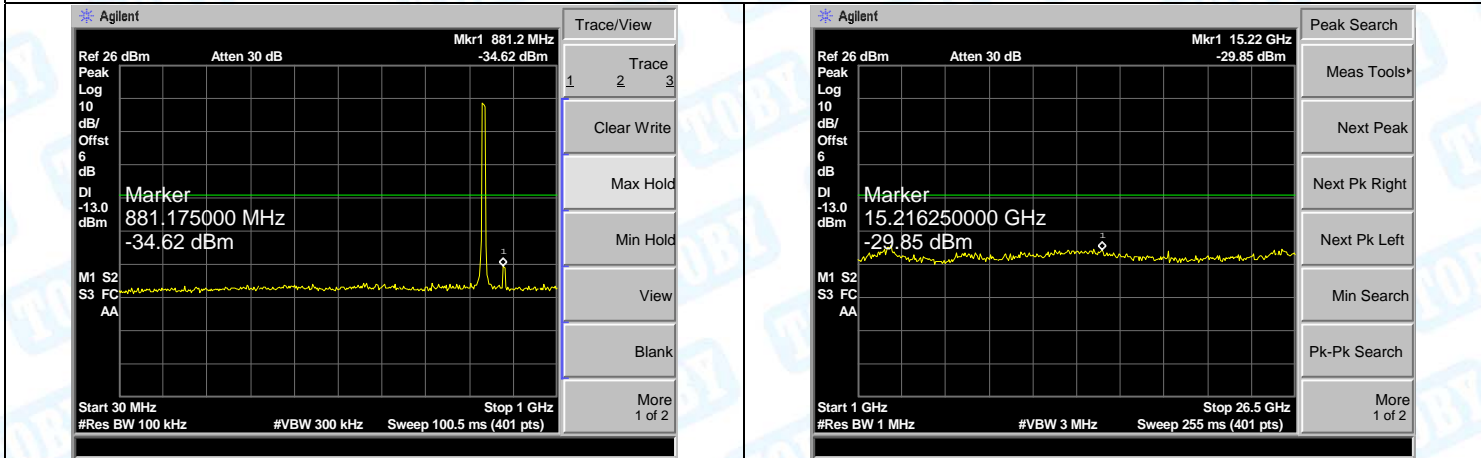 Agilent
Trace/View
Mkr1 881.2 MHz
Ref 26 dBm Atten 30 dB -34.62 dBm
Peak
Log
10
dB/
Offst
6
dB
DI
-13.0
dBm
Marker
881.175000 MHz
-34.62 dBm
1
M1 S2
S3 FC
AA
Start 30 MHz Stop 1 GHz
#Res BW 100 kHz #VBW 300 kHz Sweep 100.5 ms (401 pts)
Trace
1 2 3
Clear Write
Max Hold
Min Hold
View
Blank
More
1 of 2
Agilent
Peak Search
Mkr1 15.22 GHz
Ref 26 dBm Atten 30 dB -29.85 dBm
Peak
Log
10
dB/
Offst
6
dB
DI
-13.0
dBm
Marker
15.216250000 GHz
-29.85 dBm
1
M1 S2
S3 FC
AA
Start 1 GHz Stop 26.5 GHz
#Res BW 1 MHz #VBW 3 MHz Sweep 255 ms (401 pts)
Meas Tools
Next Peak
Next Pk Right
Next Pk Left
Min Search
Pk-Pk Search
More
1 of 2
TOBY
TOBY